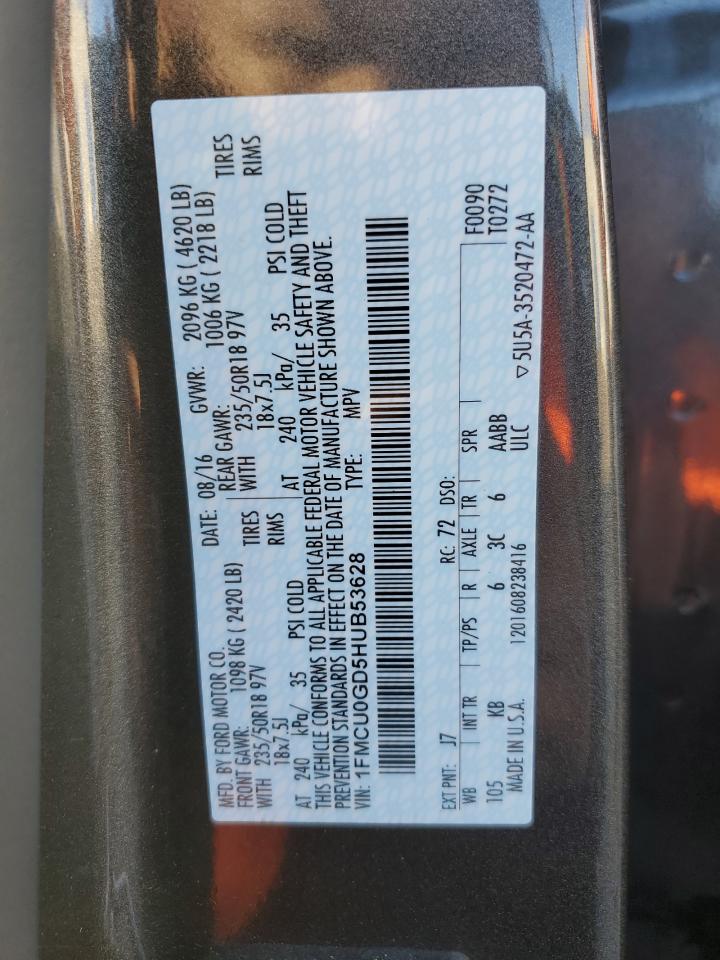 MFD. BY FORD MOTOR CO.
DATE: 08/16 GVWR: 2096 KG ( 4620 LB)
FRONT GAWR: 1098 KG ( 2420 LB)
REAR GAWR: 1006 KG ( 2218 LB)
WITH 235/50R18 97V TIRES
WITH 235/50R18 97V TIRES
18x7.5J RIMS
18x7.5J RIMS
AT 240 kPa/ 35 PSI COLD
AT 240 kPa/ 35 PSI COLD
THIS VEHICLE CONFORMS TO ALL APPLICABLE FEDERAL MOTOR VEHICLE SAFETY AND THEFT
PREVENTION STANDARDS IN EFFECT ON THE DATE OF MANUFACTURE SHOWN ABOVE.
VIN: 1FMCU0GD5HUB53628 TYPE: MPV
EXT PNT: J7 RC: 72 DSO: F0090
WB INT TR TP/PS R AXLE TR SPR T0272
105 KB 6 3C 6 AABB
MADE IN U.S.A. 1201608238416 ULC ▽5U5A-3520472-AA